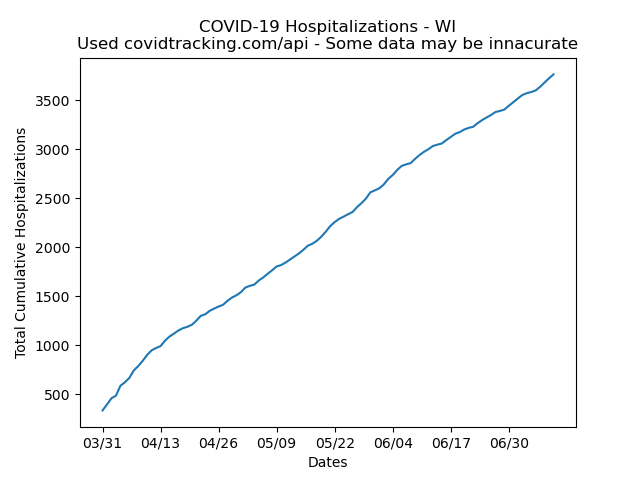 COVID-19 Hospitalizations - WI
Used covidtracking.com/api - Some data may be innacurate
3500
3000
2500
2000
1500
1000
500
Total Cumulative Hospitalizations
03/31 04/13 04/26 05/09 05/22 06/04 06/17 06/30
Dates